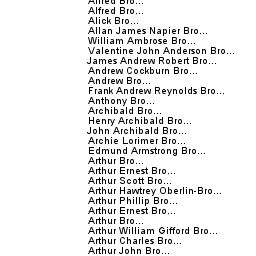 Alfred Bro...
Alfred Bro...
Alick Bro...
Allan James Napier Bro...
William Ambrose Bro...
Valentine John Anderson Bro...
James Andrew Robert Bro...
Andrew Cockburn Bro...
Andrew Bro...
Frank Andrew Reynolds Bro...
Anthony Bro...
Archibald Bro...
Henry Archibald Bro...
John Archibald Bro...
Archie Lorimer Bro...
Edmund Armstrong Bro...
Arthur Bro...
Arthur Ernest Bro...
Arthur Scott Bro...
Arthur Hawtrey Oberlin-Bro...
Arthur Phillip Bro...
Arthur Ernest Bro...
Arthur Bro...
Arthur William Gifford Bro...
Arthur Charles Bro...
Arthur John Bro...